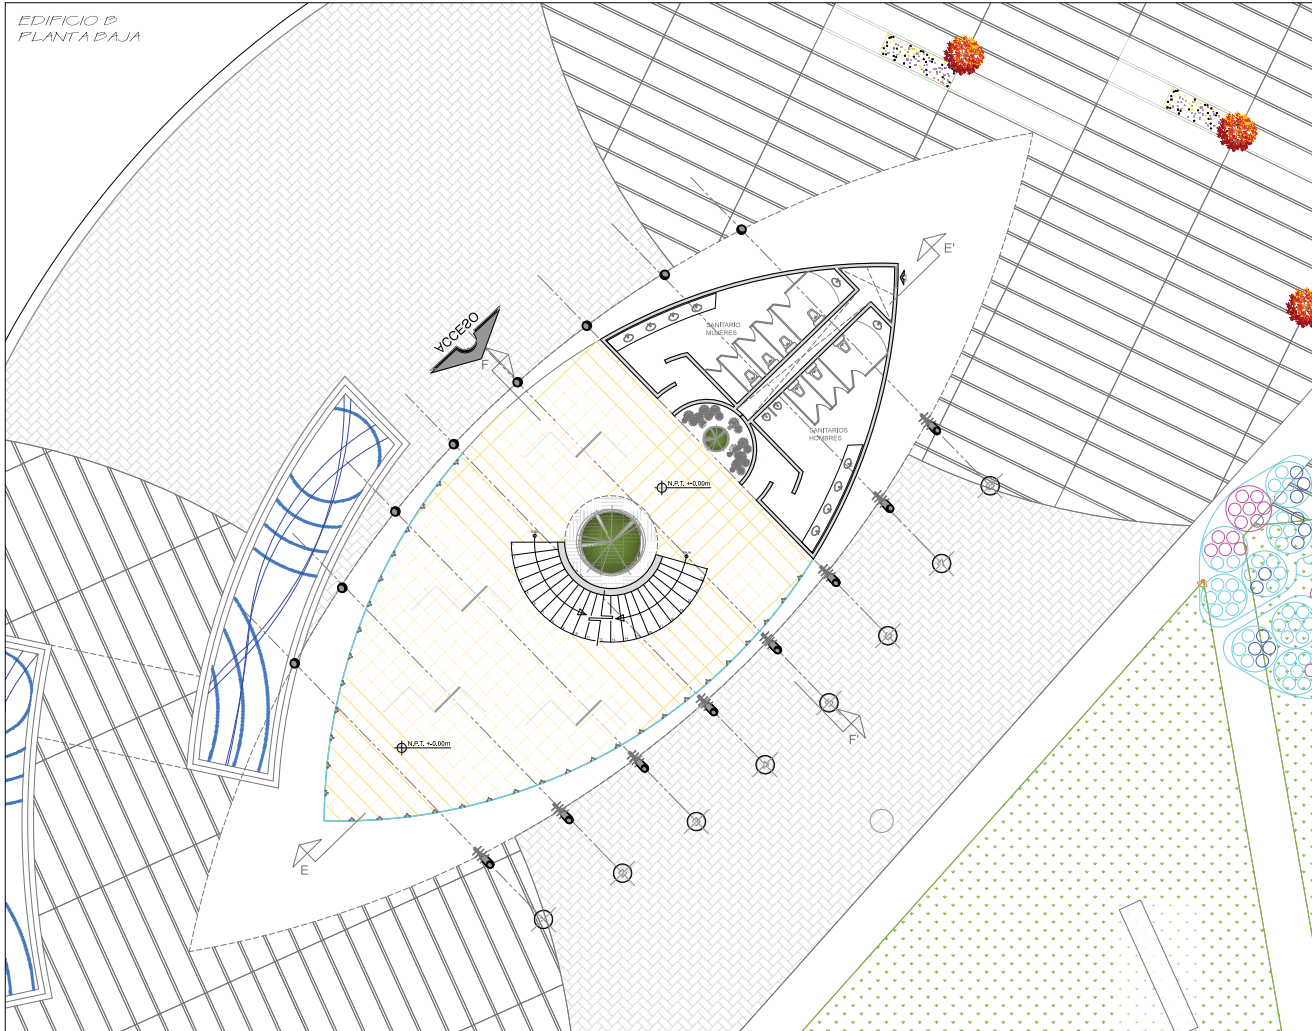 EDIFICIO B
PLANTA BAJA
E'
ACCESO
F
SANITARIO
MUJERES
SANITARIOS
HOMBRES
N.P.T. +-0.00m
F'
N.P.T. +-0.00m
E